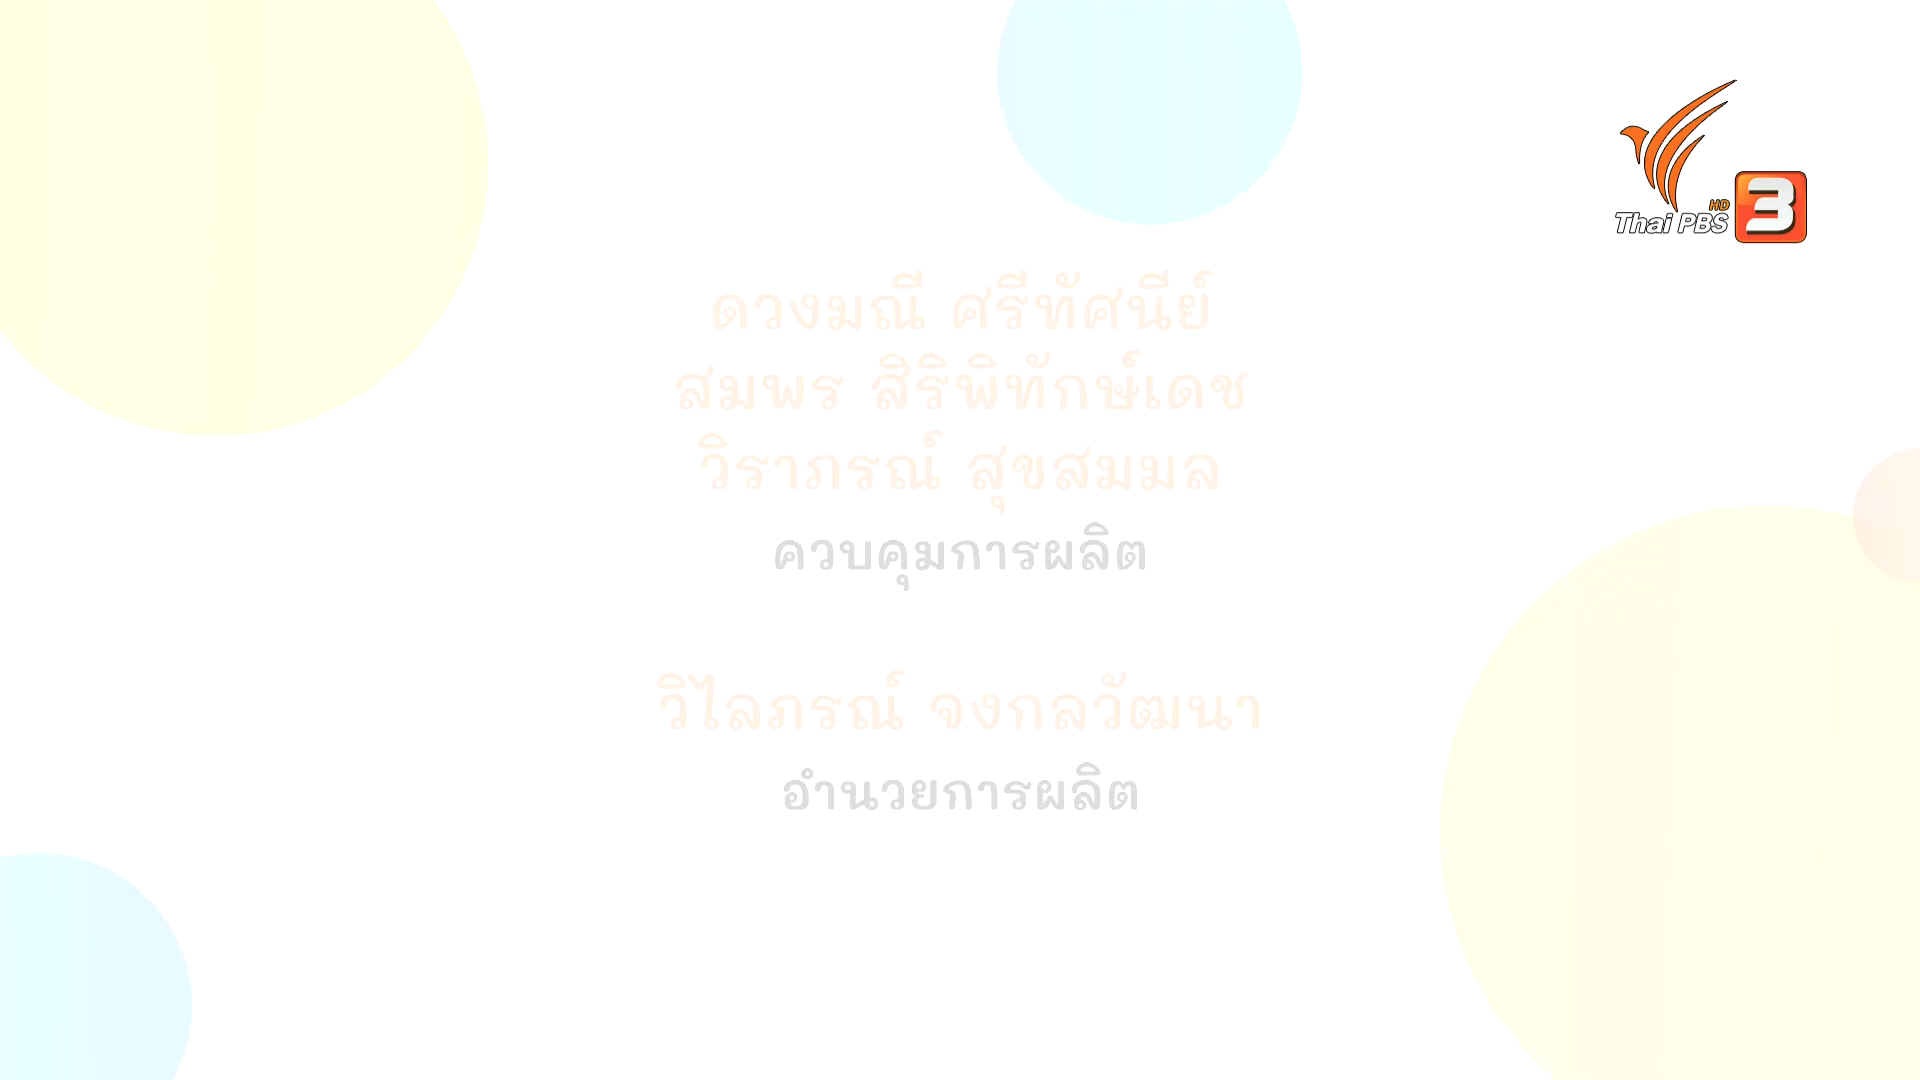 HD
Thai PBS
3
ดวงมณี ศรีทัศนีย์
สมพร สิริพิทักษ์เดช
วิราภรณ์ สุขสมมล
ควบคุมการผลิต
วิไลภรณ์ จงกลวัฒนา
อำนวยการผลิต